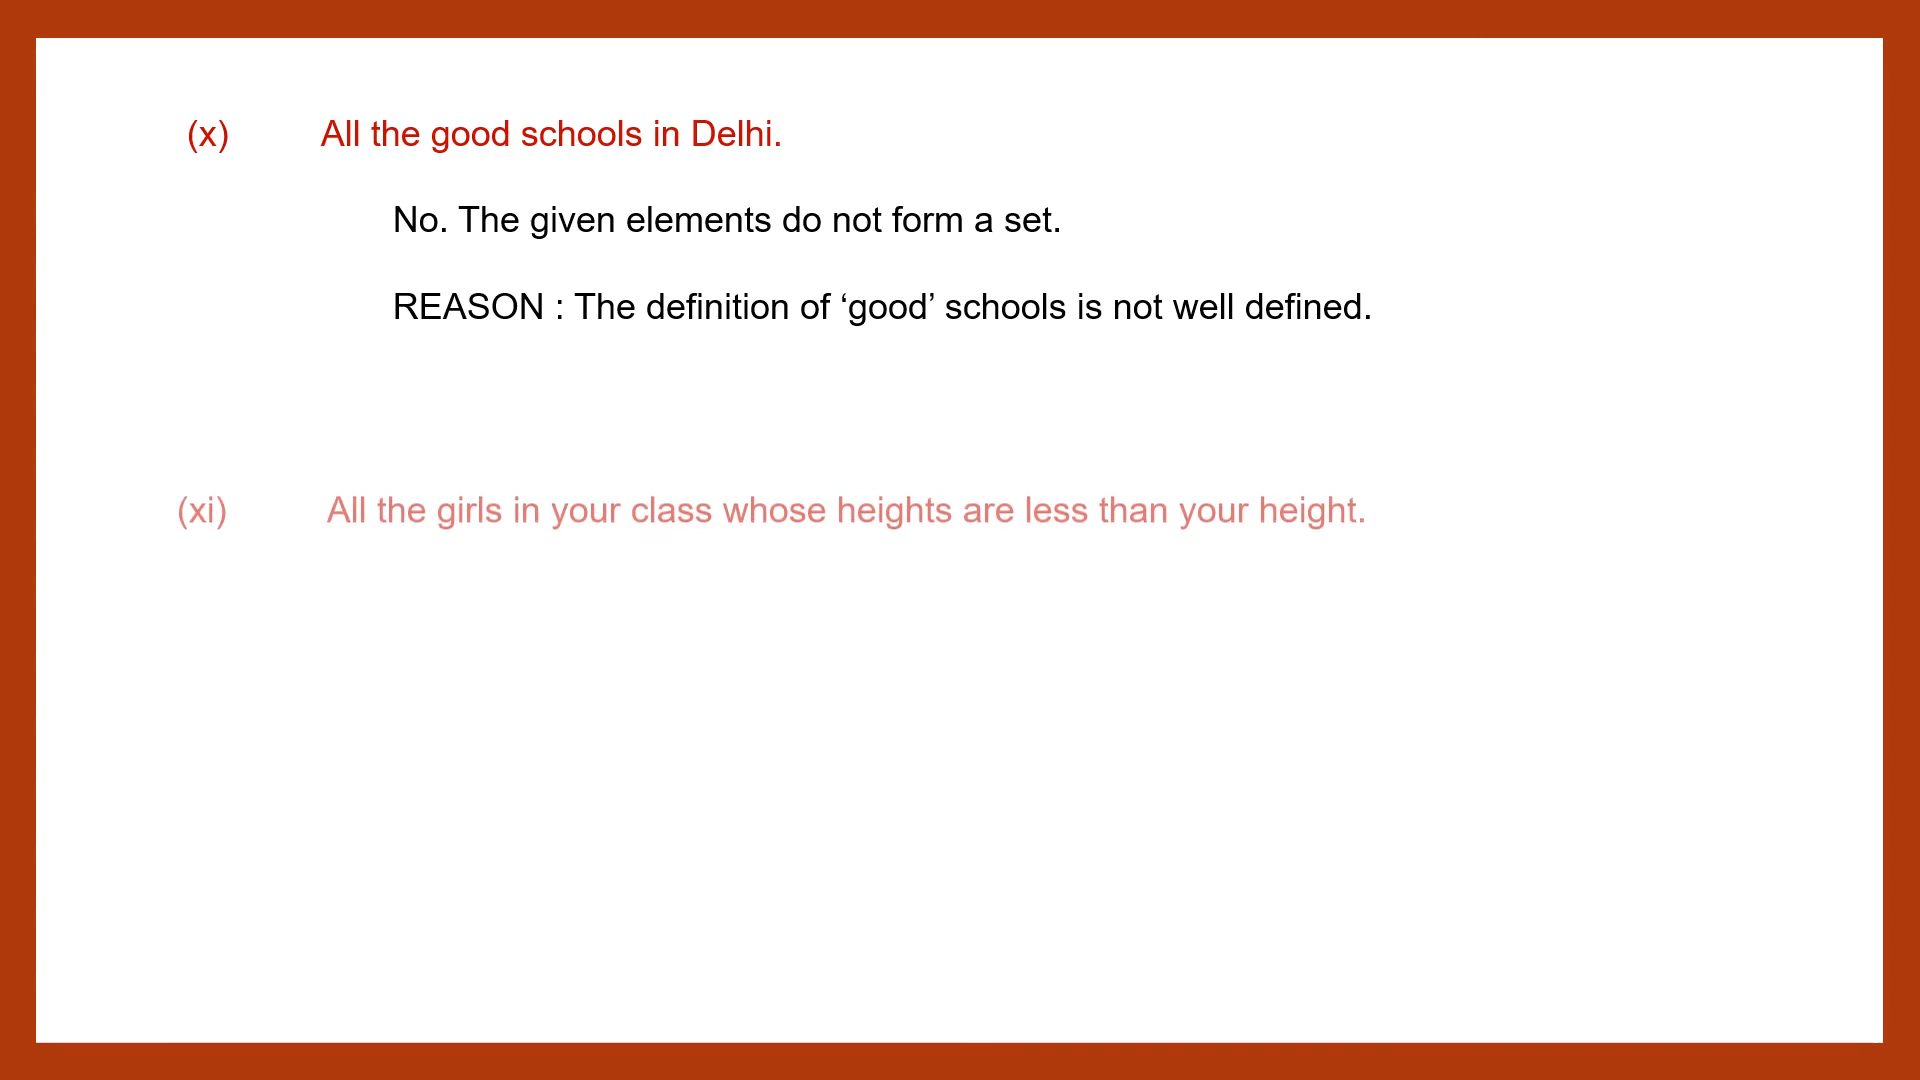 (x) All the good schools in Delhi.
No. The given elements do not form a set.
REASON : The definition of ‘good’ schools is not well defined.
(xi) All the girls in your class whose heights are less than your height.